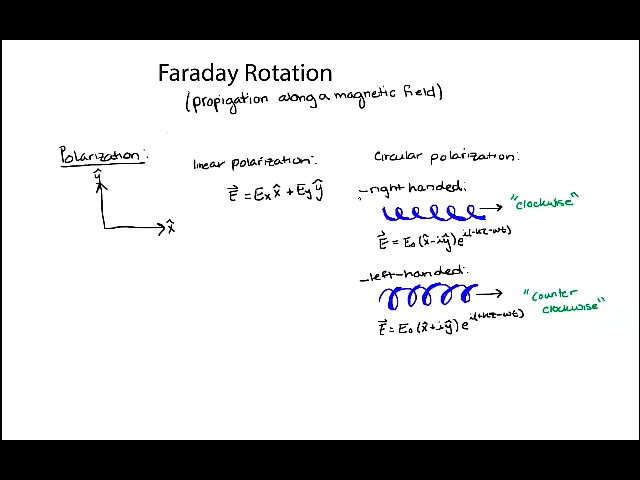 Faraday Rotation
(propigation along a magnetic field)
Polarization:
ŷ
x̂
linear polarization:
E⃗ = Eₓ x̂ + Eᵧ ŷ
Circular polarization:
-right handed:
"clockwise"
E⃗ = E₀ (x̂ - iŷ) e^{i(kz-ωt)}
-left-handed:
"counter
clockwise"
E⃗ = E₀ (x̂ + iŷ) e^{i(+kz-ωt)}